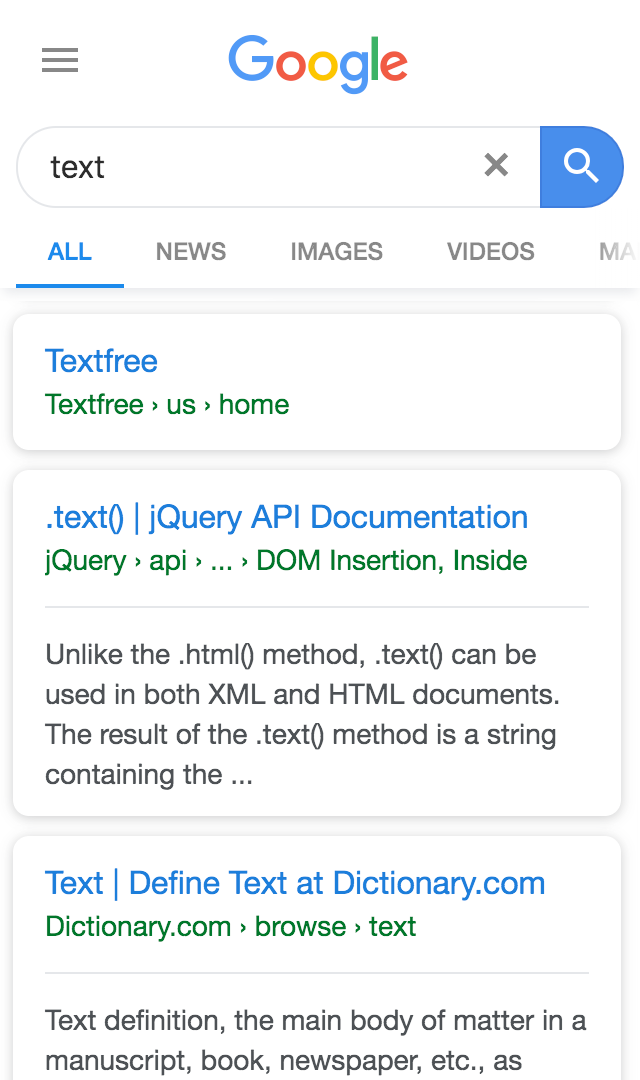 Google
text
ALL NEWS IMAGES VIDEOS MA
Textfree
Textfree › us › home
.text() | jQuery API Documentation
jQuery › api › ... › DOM Insertion, Inside
Unlike the .html() method, .text() can be
used in both XML and HTML documents.
The result of the .text() method is a string
containing the ...
Text | Define Text at Dictionary.com
Dictionary.com › browse › text
Text definition, the main body of matter in a
manuscript, book, newspaper, etc., as